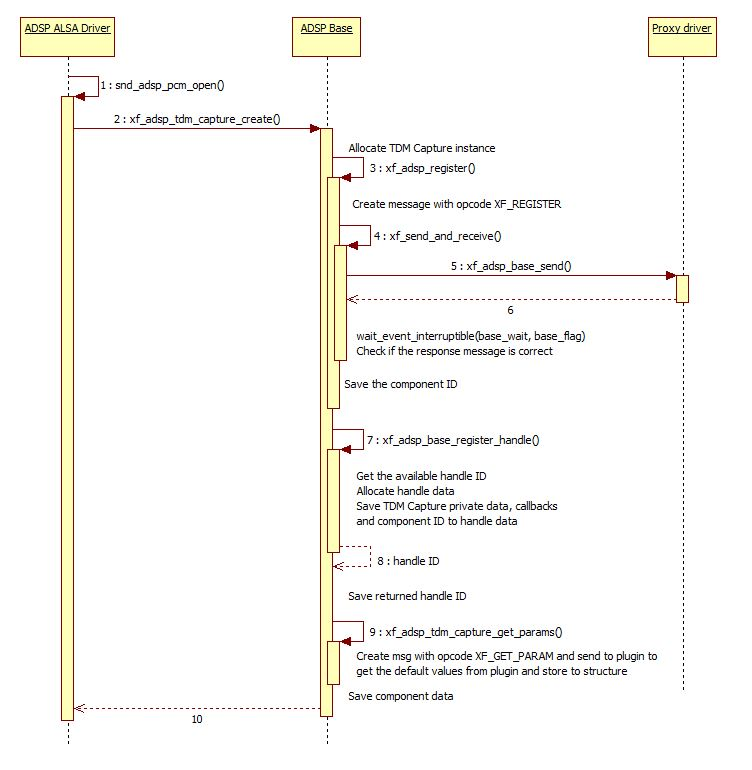 ADSP ALSA Driver
ADSP Base
Proxy driver
1 : snd_adsp_pcm_open()
2 : xf_adsp_tdm_capture_create()
Allocate TDM Capture instance
3 : xf_adsp_register()
Create message with opcode XF_REGISTER
4 : xf_send_and_receive()
5 : xf_adsp_base_send()
6
wait_event_interruptible(base_wait, base_flag)
Check if the response message is correct
Save the component ID
7 : xf_adsp_base_register_handle()
Get the available handle ID
Allocate handle data
Save TDM Capture private data, callbacks
and component ID to handle data
8 : handle ID
Save returned handle ID
9 : xf_adsp_tdm_capture_get_params()
Create msg with opcode XF_GET_PARAM and send to plugin to
get the default values from plugin and store to structure
Save component data
10